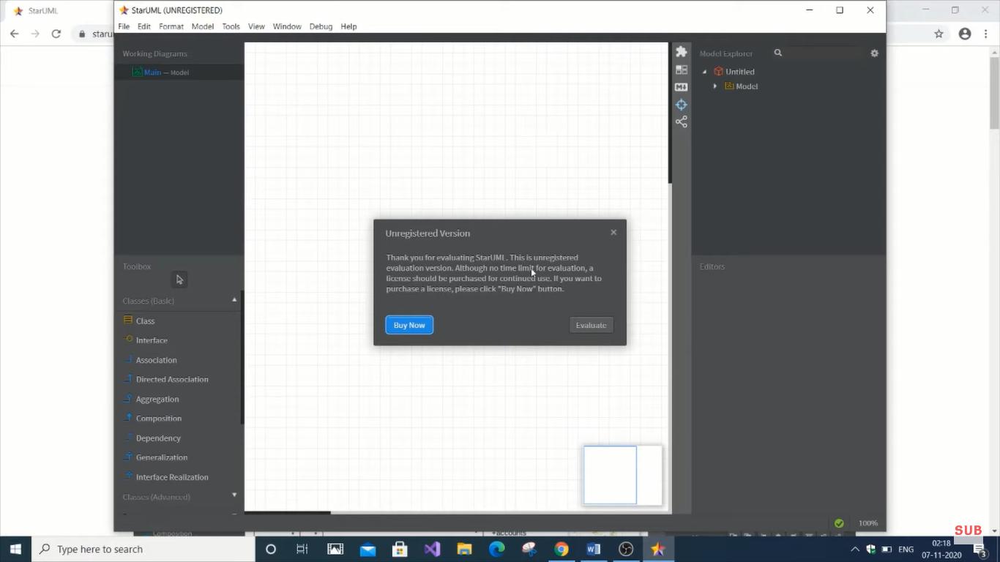 StarUML
StarUML (UNREGISTERED)
File Edit Format Model Tools View Window Debug Help
staru
Working Diagrams
Main — Model
Model Explorer
Untitled
Model
Unregistered Version
Thank you for evaluating StarUML. This is unregistered
evaluation version. Although no time limit for evaluation, a
license should be purchased for continued use. If you want to
purchase a license, please click "Buy Now" button.
Buy Now
Evaluate
Toolbox
Classes (Basic)
Class
Interface
Association
Directed Association
Aggregation
Composition
Dependency
Generalization
Interface Realization
Classes (Advanced)
Editors
100%
Composition
+accounts
SUB
Type here to search
ENG
02:18
07-11-2020
3